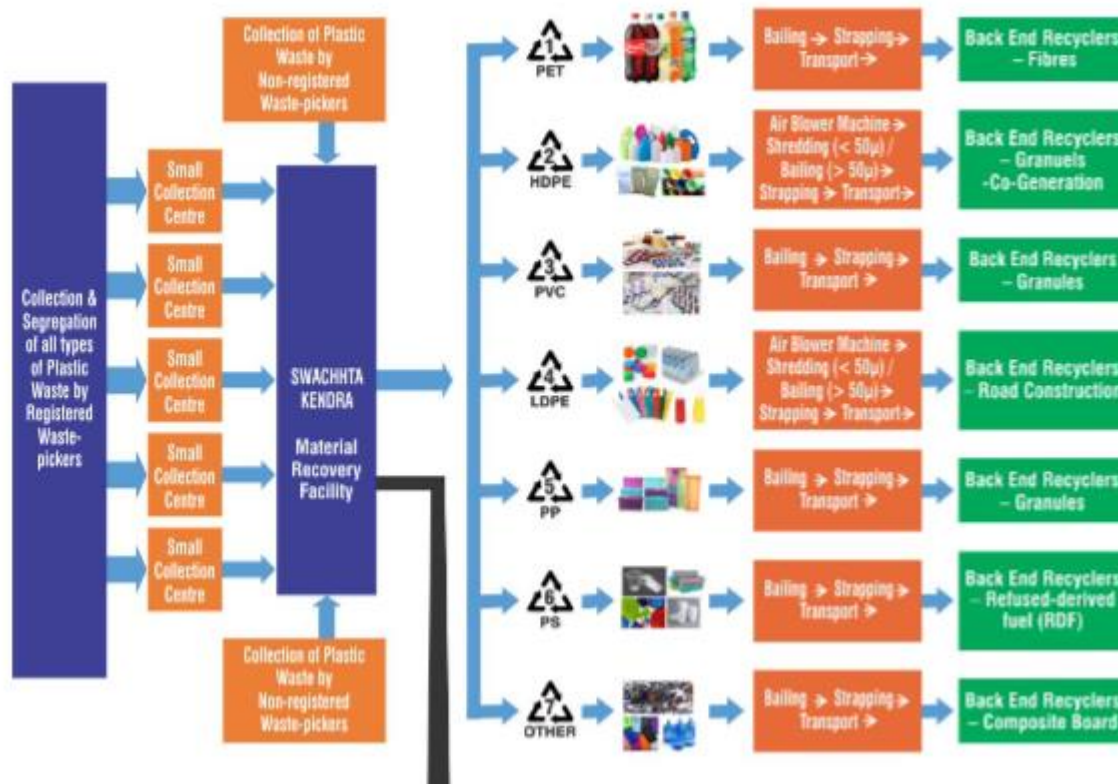 Collection of Plastic
Waste by
Non-registered
Waste-pickers
Collection &
Segregation
of all types
of Plastic
Waste by
Registered
Waste-
pickers
Small
Collection
Centre
Small
Collection
Centre
Small
Collection
Centre
Small
Collection
Centre
Small
Collection
Centre
SWACHHTA
KENDRA
Material
Recovery
Facility
Collection of Plastic
Waste by
Non-registered
Waste-pickers
1
PET
Bailing → Strapping→
Transport→
Back End Recyclers
– Fibres
2
HDPE
Air Blower Machine →
Shredding (< 50µ) /
Bailing (> 50µ)→
Strapping → Transport→
Back End Recyclers
– Granuels
-Co-Generation
3
PVC
Bailing → Strapping→
Transport →
Back End Recyclers
– Granules
4
LDPE
Air Blower Machine →
Shredding (< 50µ) /
Bailing (> 50µ)→
Strapping → Transport→
Back End Recyclers
– Road Construction
5
PP
Bailing → Strapping→
Transport →
Back End Recyclers
– Granules
6
PS
Bailing → Strapping→
Transport →
Back End Recyclers
– Refused-derived
fuel (RDF)
7
OTHER
Bailing → Strapping→
Transport →
Back End Recyclers
– Composite Board